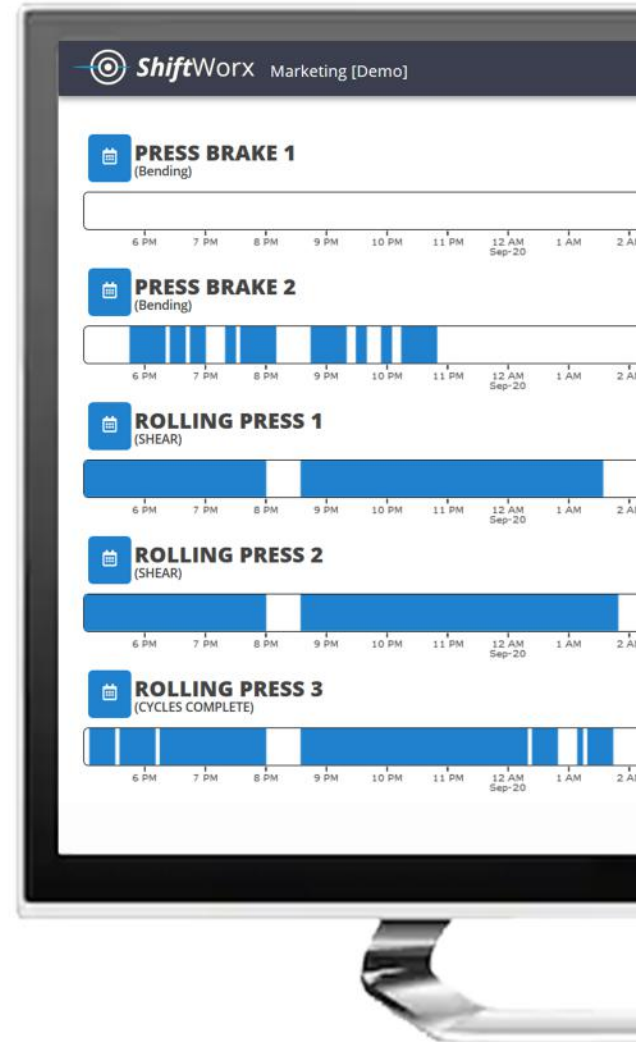 ShiftWorx Marketing [Demo]
PRESS BRAKE 1
(Bending)
6 PM 7 PM 8 PM 9 PM 10 PM 11 PM 12 AM 1 AM 2 A
Sep-20
PRESS BRAKE 2
(Bending)
6 PM 7 PM 8 PM 9 PM 10 PM 11 PM 12 AM 1 AM 2 A
Sep-20
ROLLING PRESS 1
(SHEAR)
6 PM 7 PM 8 PM 9 PM 10 PM 11 PM 12 AM 1 AM 2 A
Sep-20
ROLLING PRESS 2
(SHEAR)
6 PM 7 PM 8 PM 9 PM 10 PM 11 PM 12 AM 1 AM 2 A
Sep-20
ROLLING PRESS 3
(CYCLES COMPLETE)
6 PM 7 PM 8 PM 9 PM 10 PM 11 PM 12 AM 1 AM 2 A
Sep-20